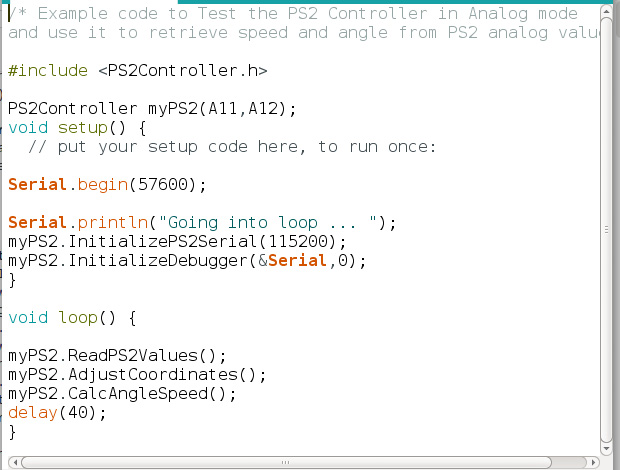 /* Example code to Test the PS2 Controller in Analog mode
and use it to retrieve speed and angle from PS2 analog
#include <PS2Controller.h>
PS2Controller myPS2(A11,A12);
void setup() {
// put your setup code here, to run once:
Serial.begin(57600);
Serial.println("Going into loop ... ");
myPS2.InitializePS2Serial(115200);
myPS2.InitializeDebugger(&Serial,0);
}
void loop() {
myPS2.ReadPS2Values();
myPS2.AdjustCoordinates();
myPS2.CalcAngleSpeed();
delay(40);
}